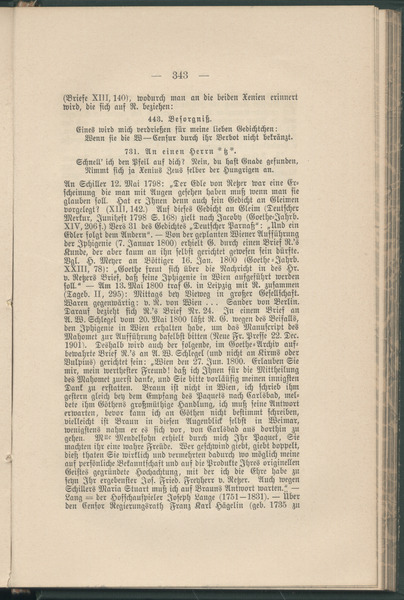 — 343 —
(Briefe XIII, 140), wodurch man an die beiden Xenien erinnert
wird, die sich auf R. beziehen:
443. Besorgniß.
Eines wird mich verdrießen für meine lieben Gedichtchen:
Wenn sie die W—Censur durch ihr Verbot nicht bekränzt.
731. An einen Herrn *tz*.
Schnell' ich den Pfeil auf dich? Nein, du hast Gnade gefunden,
Nimmt sich ja Xenius Zeus selber der Hungrigen an.
An Schiller 12. Mai 1798: „Der Edle von Retzer war eine Er-
scheinung die man mit Augen gesehen haben muß wenn man sie
glauben soll. Hat er Ihnen denn auch sein Gedicht an Gleimen
vorgelegt? (XIII, 142.) Auf dieses Gedicht an Gleim (Deutscher
Merkur, Juniheft 1798 S. 168) zielt nach Jacoby (Goethe-Jahrb.
XIV, 206 f.) Vers 31 des Gedichtes „Deutscher Parnaß“: „Und ein
Edler folgt dem Andern“. — Von der geplanten Wiener Aufführung
der Iphigenie (7. Januar 1800) erhielt G. durch einen Brief R.'s
Kunde, der aber kaum an ihn selbst gerichtet gewesen sein dürfte.
Vgl. H. Meyer an Böttiger 16. Jan. 1800 (Goethe-Jahrb.
XXIII, 78): „Goethe freut sich über die Nachricht in des Hr.
v. Retzers Brief, daß seine Iphigenie in Wien aufgeführt werden
soll.“ — Am 13. Mai 1800 traf G. in Leipzig mit R. zusammen
(Tageb. II, 295): Mittags bey Vieweg in großer Gesellschaft.
Waren gegenwärtig: v. R. von Wien . . . Sander von Berlin.
Darauf bezieht sich R.'s Brief Nr. 24. In einem Brief an
A. W. Schlegel vom 20. Mai 1800 läßt R. G. wegen des Beifalls,
den Iphigenie in Wien erhalten habe, um das Manuscript des
Mahomet zur Aufführung daselbst bitten (Neue Fr. Presse 22. Dec.
1901). Deshalb wird auch der folgende, im Goethe-Archiv auf-
bewahrte Brief R.'s an A. W. Schlegel (und nicht an Kirms oder
Vulpius) gerichtet sein: „Wien den 27. Jun. 1800. Erlauben Sie
mir, mein werthester Freund! daß ich Ihnen für die Mittheilung
des Mahomet zuerst danke, und Sie bitte vorläufig meinen innigsten
Dank zu erstatten. Braun ist nicht in Wien, ich schrieb ihm
gestern gleich bey dem Empfang des Paquets nach Carlsbad, mel-
dete ihm Göthens großmüthige Handlung, ich muß seine Antwort
erwarten, bevor kann ich an Göthen nicht bestimmt schreiben,
vielleicht ist Braun in diesen Augenblick selbst in Weimar,
wenigstens nahm er es sich vor, von Carlsbad aus dorthin zu
gehen. Mlle Mendelsohn erhielt durch mich Ihr Paquet, Sie
machten ihr eine wahre Freude. Wer geschwind giebt, giebt doppelt,
dieß thaten Sie wirklich und vermehrten dadurch wo möglich meine
auf persönliche Bekanntschaft und auf die Produkte Ihres originellen
Geistes gegründete Hochachtung, mit der ich die Ehre habe zu
sein Ihr ergebenster Jos. Fried. Freyherr v. Retzer. Auch wegen
Schillers Maria Stuart muß ich auf Brauns Antwort warten.“ —
Lang = der Hofschauspieler Joseph Lange (1751—1831). — Über
den Censor Regierungsrath Franz Karl Hägelin (geb. 1735 zu